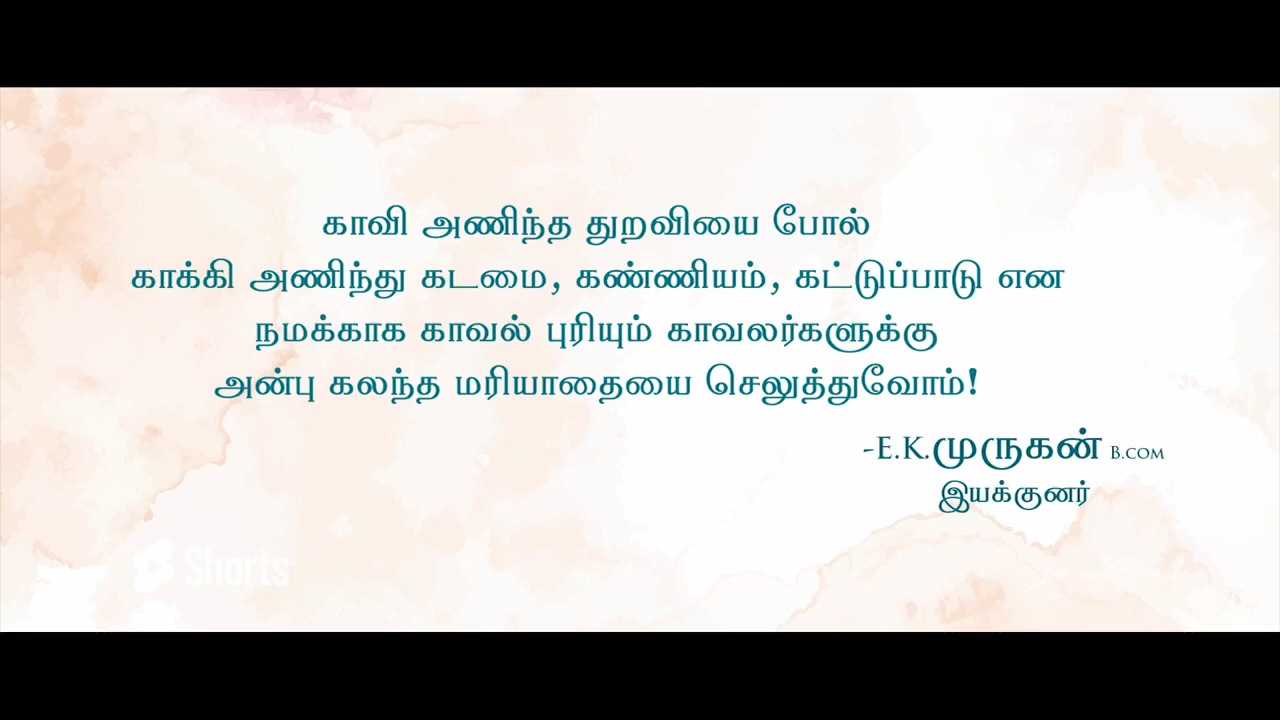 காவி அணிந்த துறவியை போல்
காக்கி அணிந்து கடமை, கண்ணியம், கட்டுப்பாடு என
நமக்காக காவல் புரியும் காவலர்களுக்கு
அன்பு கலந்த மரியாதையை செலுத்துவோம்!
-E.K.முருகன் B.COM
இயக்குனர்
Shorts